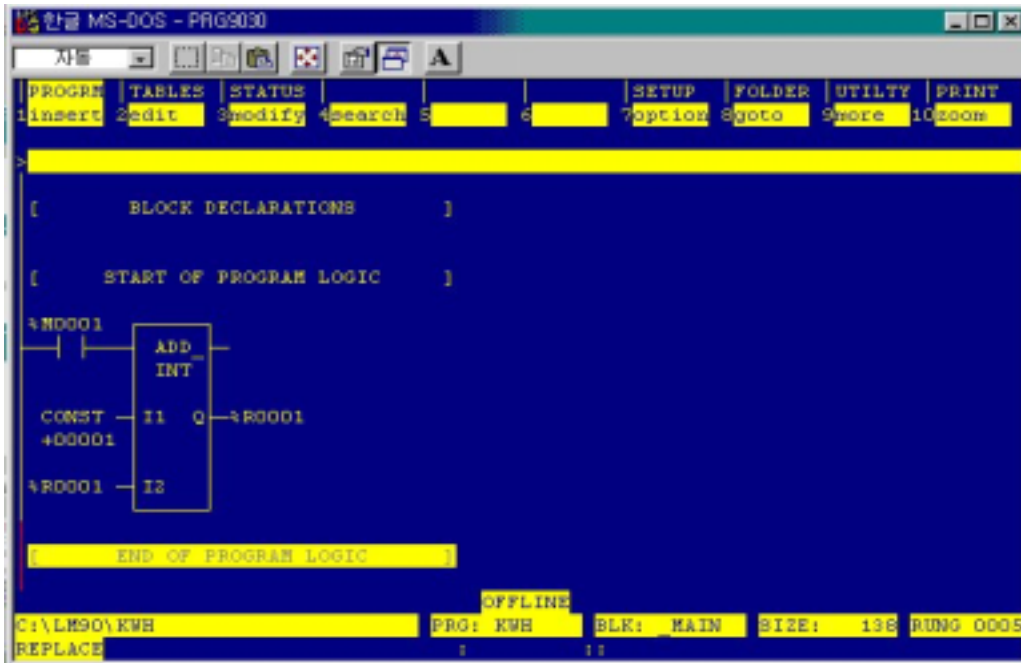 한글 MS-DOS - PRG9030
자동
A
PROGRM TABLES STATUS SETUP FOLDER UTILTY PRINT
1insert 2edit 3modify 4search 5 6 7option 8goto 9more 10zoom
>
[ BLOCK DECLARATIONS ]
[ START OF PROGRAM LOGIC ]
%M0001
ADD_
INT
CONST I1 Q %R0001
+00001
%R0001 I2
[ END OF PROGRAM LOGIC ]
OFFLINE
C:\LM90\KWH PRG: KWH BLK: _MAIN SIZE: 138 RUNG 0005
REPLACE : ::